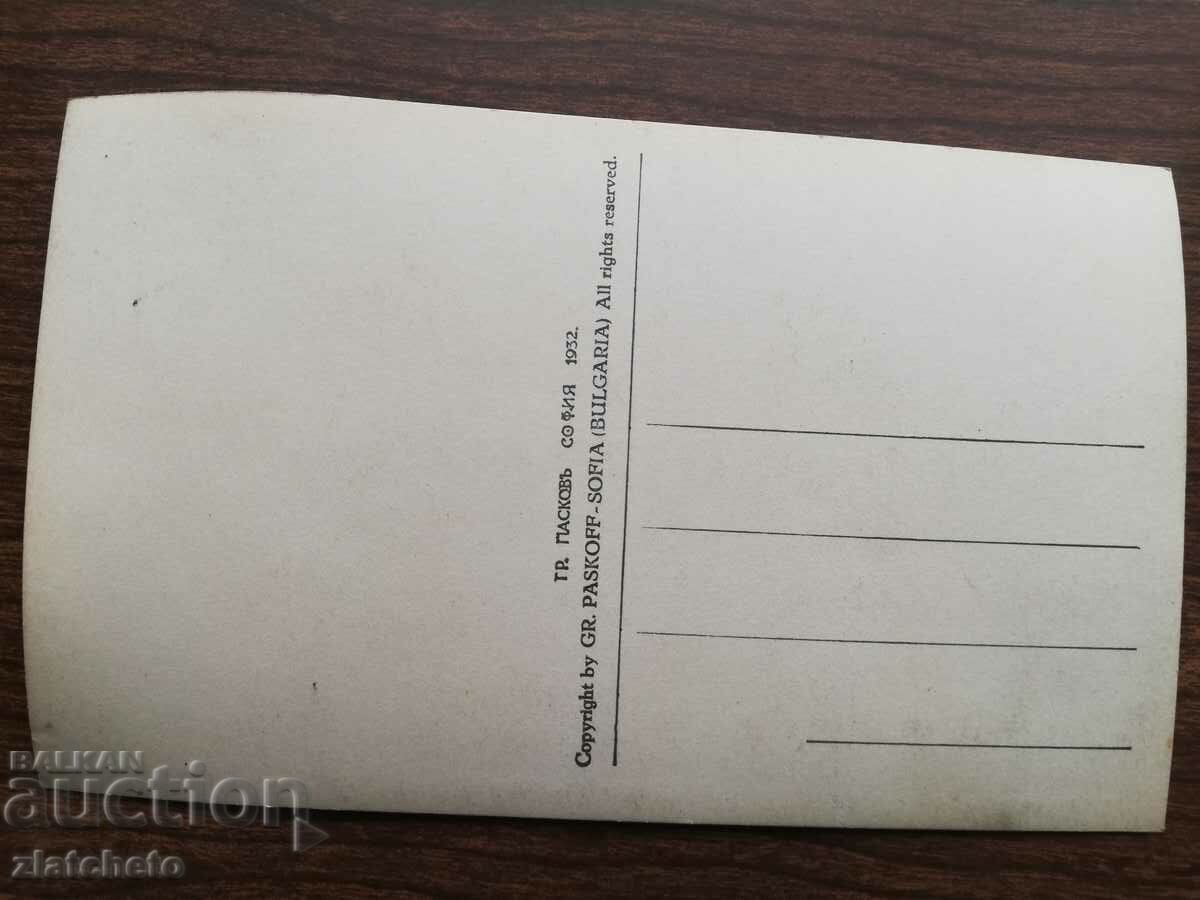 ГР. ПАСКОВЪ СОФИЯ 1932.
Copyright by GR. PASKOFF-SOFIA (BULGARIA) All rights reserved.
BALKAN
auction
zlatcheto